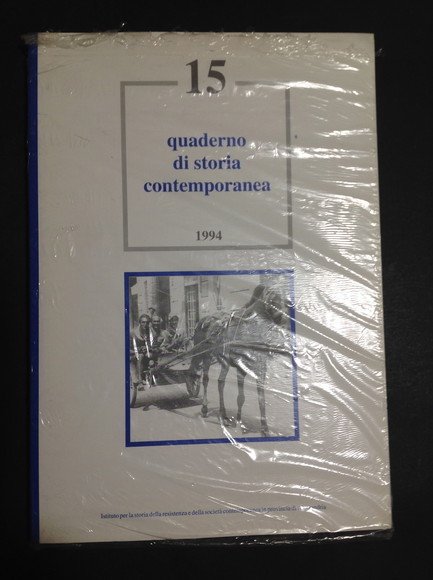 15
quaderno
di storia
contemporanea
1994
Istituto per la storia della resistenza e della società contemporanea in provincia di